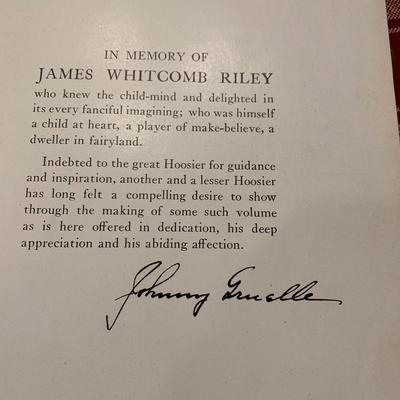 IN MEMORY OF
JAMES WHITCOMB RILEY
who knew the child-mind and delighted in
its every fanciful imagining; who was himself
a child at heart, a player of make-believe, a
dweller in fairyland.
Indebted to the great Hoosier for guidance
and inspiration, another and a lesser Hoosier
has long felt a compelling desire to show
through the making of some such volume
as is here offered in dedication, his deep
appreciation and his abiding affection.
Johnny Gruelle